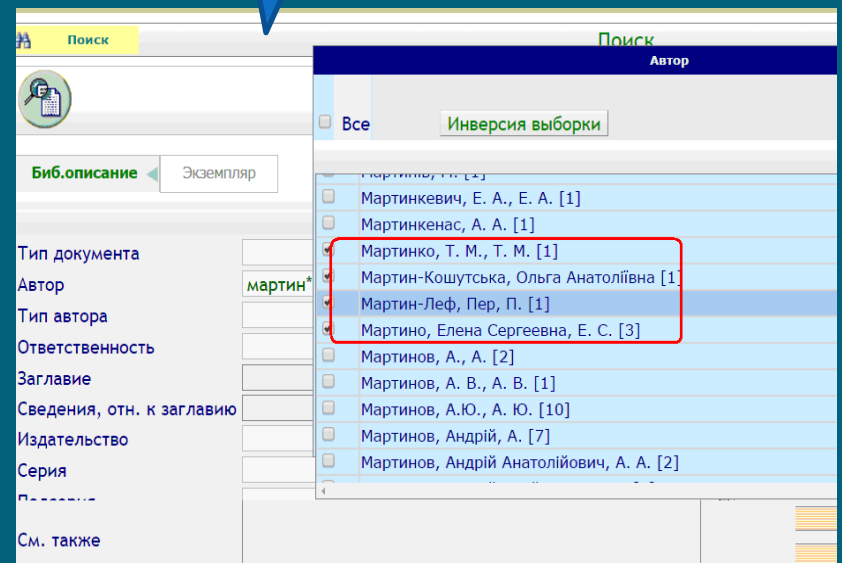 Поиск
Поиск
Автор
Все
Инверсия выборки
Биб.описание
Экземпляр
Мартинкевич, Е. А., Е. А. [1]
Мартинкенас, А. А. [1]
Мартинко, Т. М., Т. М. [1]
Мартин-Кошутська, Ольга Анатоліївна [1]
Мартин-Леф, Пер, П. [1]
Мартино, Елена Сергеевна, Е. С. [3]
Мартинов, А., А. [2]
Мартинов, А. В., А. В. [1]
Мартинов, А.Ю., А. Ю. [10]
Мартинов, Андрій, А. [7]
Мартинов, Андрій Анатолійович, А. А. [2]
Тип документа
Автор мартин*
Тип автора
Ответственность
Заглавие
Сведения, отн. к заглавию
Издательство
Серия
См. также